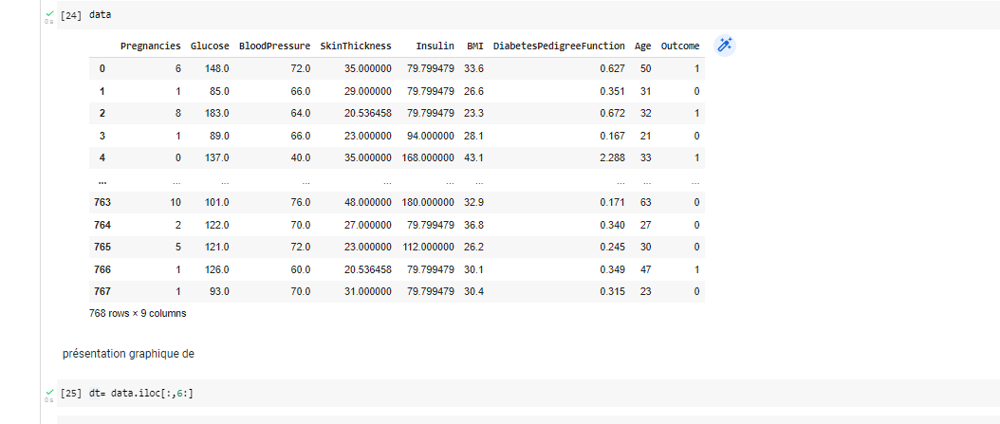 [24] data
0s
Pregnancies Glucose BloodPressure SkinThickness Insulin BMI DiabetesPedigreeFunction Age Outcome
0 6 148.0 72.0 35.000000 79.799479 33.6 0.627 50 1
1 1 85.0 66.0 29.000000 79.799479 26.6 0.351 31 0
2 8 183.0 64.0 20.536458 79.799479 23.3 0.672 32 1
3 1 89.0 66.0 23.000000 94.000000 28.1 0.167 21 0
4 0 137.0 40.0 35.000000 168.000000 43.1 2.288 33 1
... ... ... ... ... ... ... ... ... ...
763 10 101.0 76.0 48.000000 180.000000 32.9 0.171 63 0
764 2 122.0 70.0 27.000000 79.799479 36.8 0.340 27 0
765 5 121.0 72.0 23.000000 112.000000 26.2 0.245 30 0
766 1 126.0 60.0 20.536458 79.799479 30.1 0.349 47 1
767 1 93.0 70.0 31.000000 79.799479 30.4 0.315 23 0
768 rows × 9 columns
présentation graphique de
[25] dt= data.iloc[:,6:]
0s